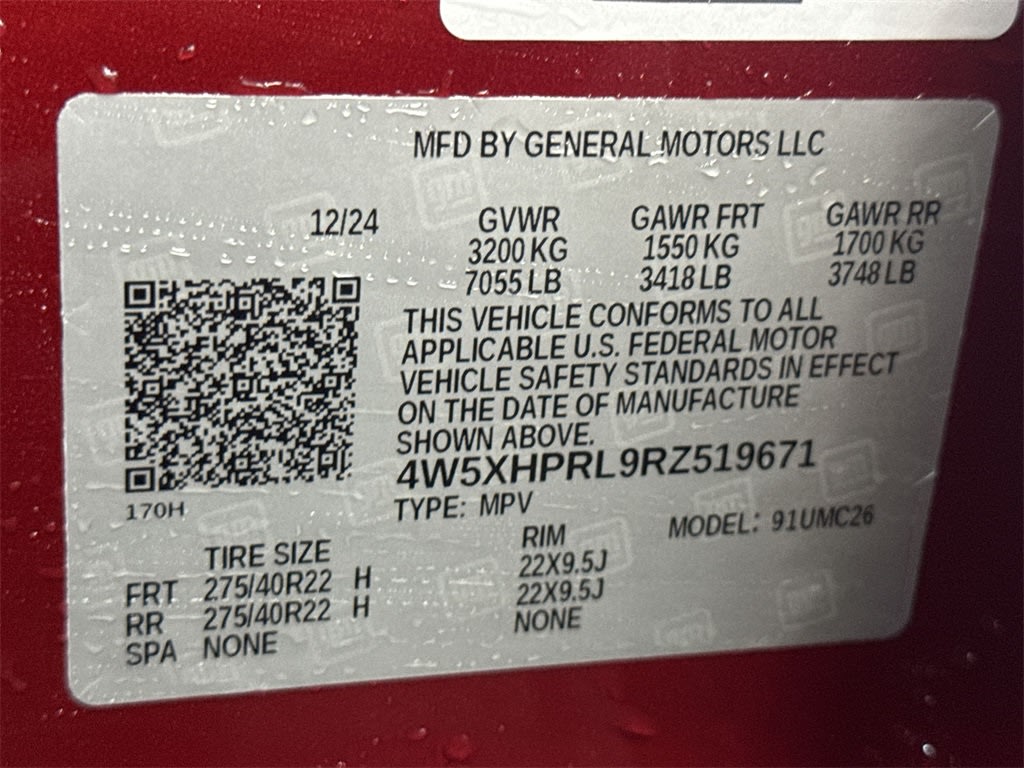 MFD BY GENERAL MOTORS LLC
12/24 GVWR GAWR FRT GAWR RR
3200 KG 1550 KG 1700 KG
7055 LB 3418 LB 3748 LB
THIS VEHICLE CONFORMS TO ALL
APPLICABLE U.S. FEDERAL MOTOR
VEHICLE SAFETY STANDARDS IN EFFECT
ON THE DATE OF MANUFACTURE
SHOWN ABOVE.
4W5XHPRL9RZ519671
170H
TYPE: MPV MODEL: 91UMC26
TIRE SIZE RIM
FRT 275/40R22 H 22X9.5J
RR 275/40R22 H 22X9.5J
SPA NONE NONE